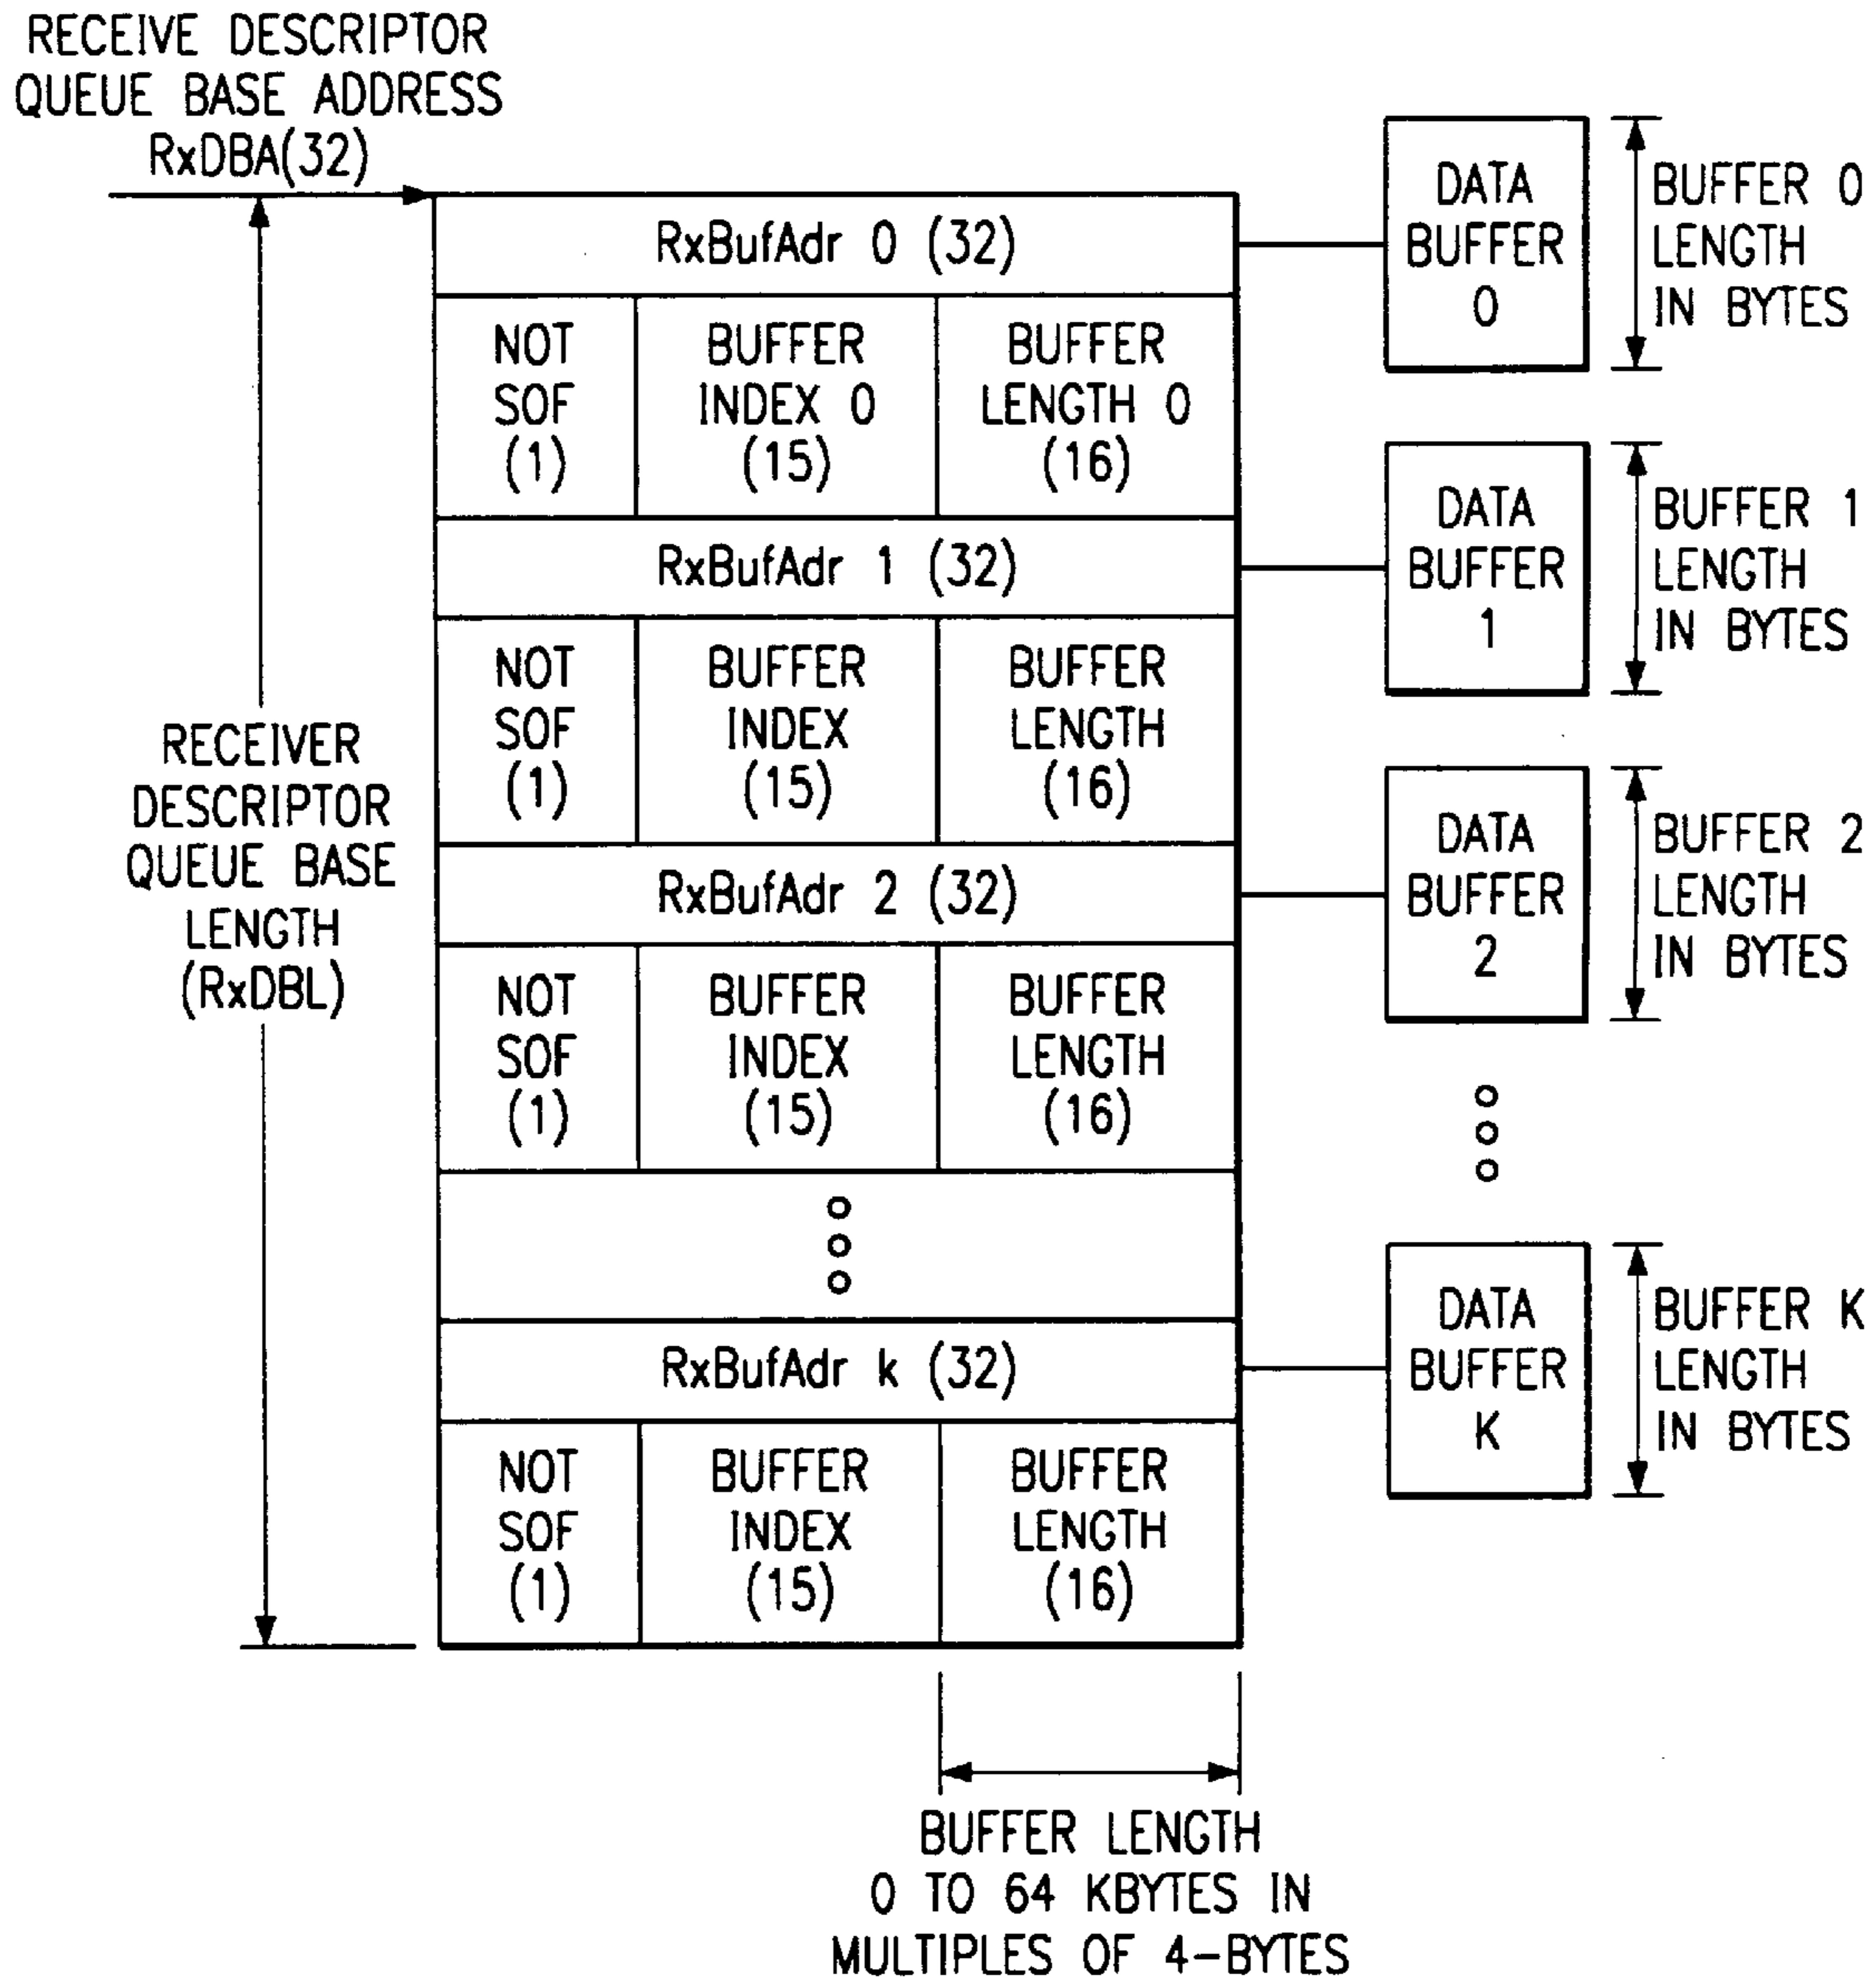 RECEIVE DESCRIPTOR
QUEUE BASE ADDRESS
RxDBA(32)
RxBufAdr 0 (32)
NOT
SOF
(1)
BUFFER
INDEX 0
(15)
BUFFER
LENGTH 0
(16)
RxBufAdr 1 (32)
NOT
SOF
(1)
BUFFER
INDEX
(15)
BUFFER
LENGTH
(16)
RxBufAdr 2 (32)
NOT
SOF
(1)
BUFFER
INDEX
(15)
BUFFER
LENGTH
(16)
RxBufAdr k (32)
NOT
SOF
(1)
BUFFER
INDEX
(15)
BUFFER
LENGTH
(16)
RECEIVER
DESCRIPTOR
QUEUE BASE
LENGTH
(RxDBL)
DATA
BUFFER
0
BUFFER 0
LENGTH
IN BYTES
DATA
BUFFER
1
BUFFER 1
LENGTH
IN BYTES
DATA
BUFFER
2
BUFFER 2
LENGTH
IN BYTES
DATA
BUFFER
K
BUFFER K
LENGTH
IN BYTES
BUFFER LENGTH
0 TO 64 KBYTES IN
MULTIPLES OF 4-BYTES